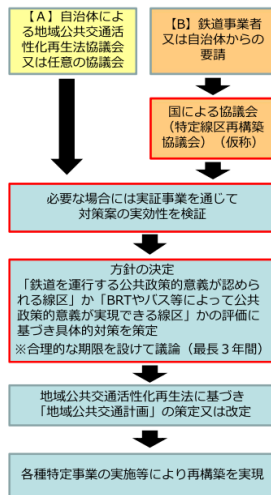 【A】自治体によ
る地域公共交通活
性化再生法協議会
又は任意の協議会
【B】鉄道事業者
又は自治体からの
要請
国による協議会
（特定線区再構築
協議会）（仮称）
必要な場合には実証事業を通じて
対策案の実効性を検証
方針の決定
「鉄道を運行する公共政策的意義が認めら
れる線区」か「BRTやバス等によって公共
政策的意義が実現できる線区」かの評価に
基づき具体的対策を策定
※合理的な期限を設けて議論（最長３年間）
地域公共交通活性化再生法に基づき
「地域公共交通計画」の策定又は改定
各種特定事業の実施等により再構築を実現